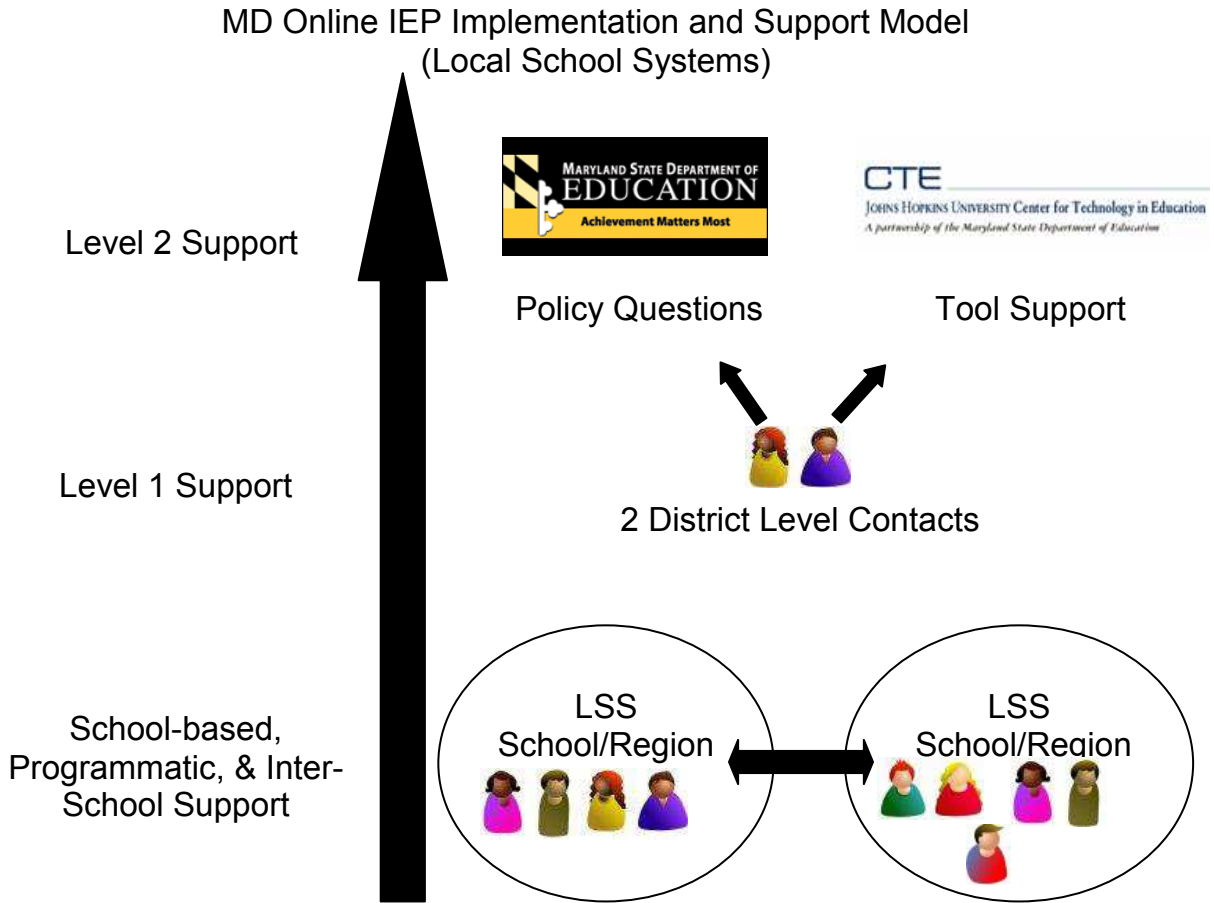 MD Online IEP Implementation and Support Model
(Local School Systems)
MARYLAND STATE DEPARTMENT OF
EDUCATION
Achievement Matters Most
CTE
JOHNS HOPKINS UNIVERSITY Center for Technology in Education
A partnership of the Maryland State Department of Education
Level 2 Support
Policy Questions
Tool Support
Level 1 Support
2 District Level Contacts
School-based,
Programmatic, & Inter-
School Support
LSS
School/Region
LSS
School/Region